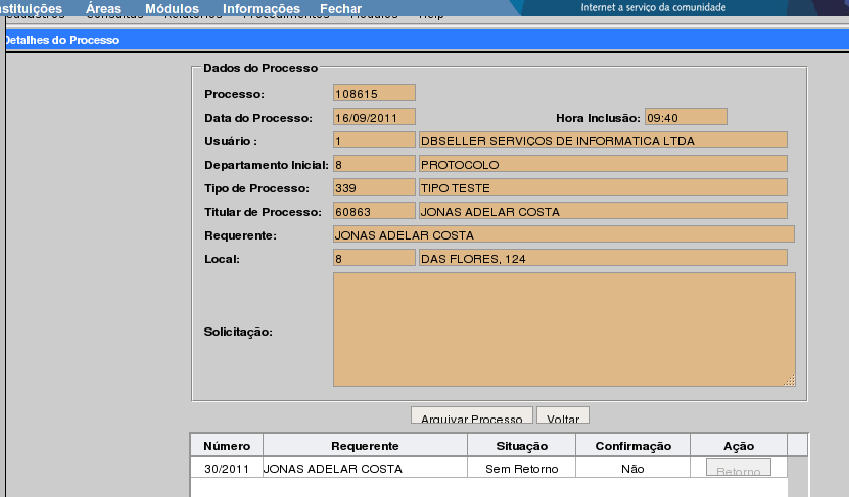 nstituições Áreas Módulos Informações Fechar Internet a serviço da comunidade
Cadastros Consultas Relatórios Procedimentos Módulos Help
Detalhes do Processo
Dados do Processo
Processo: 108615
Data do Processo: 16/09/2011 Hora Inclusão: 09:40
Usuário : 1 DBSELLER SERVIÇOS DE INFORMATICA LTDA
Departamento Inicial: 8 PROTOCOLO
Tipo de Processo: 339 TIPO TESTE
Titular de Processo: 60863 JONAS ADELAR COSTA
Requerente: JONAS ADELAR COSTA
Local: 8 DAS FLORES, 124
Solicitação:
Arquivar Processo Voltar
Número Requerente Situação Confirmação Ação
30/2011 JONAS ADELAR COSTA Sem Retorno Não Retorno